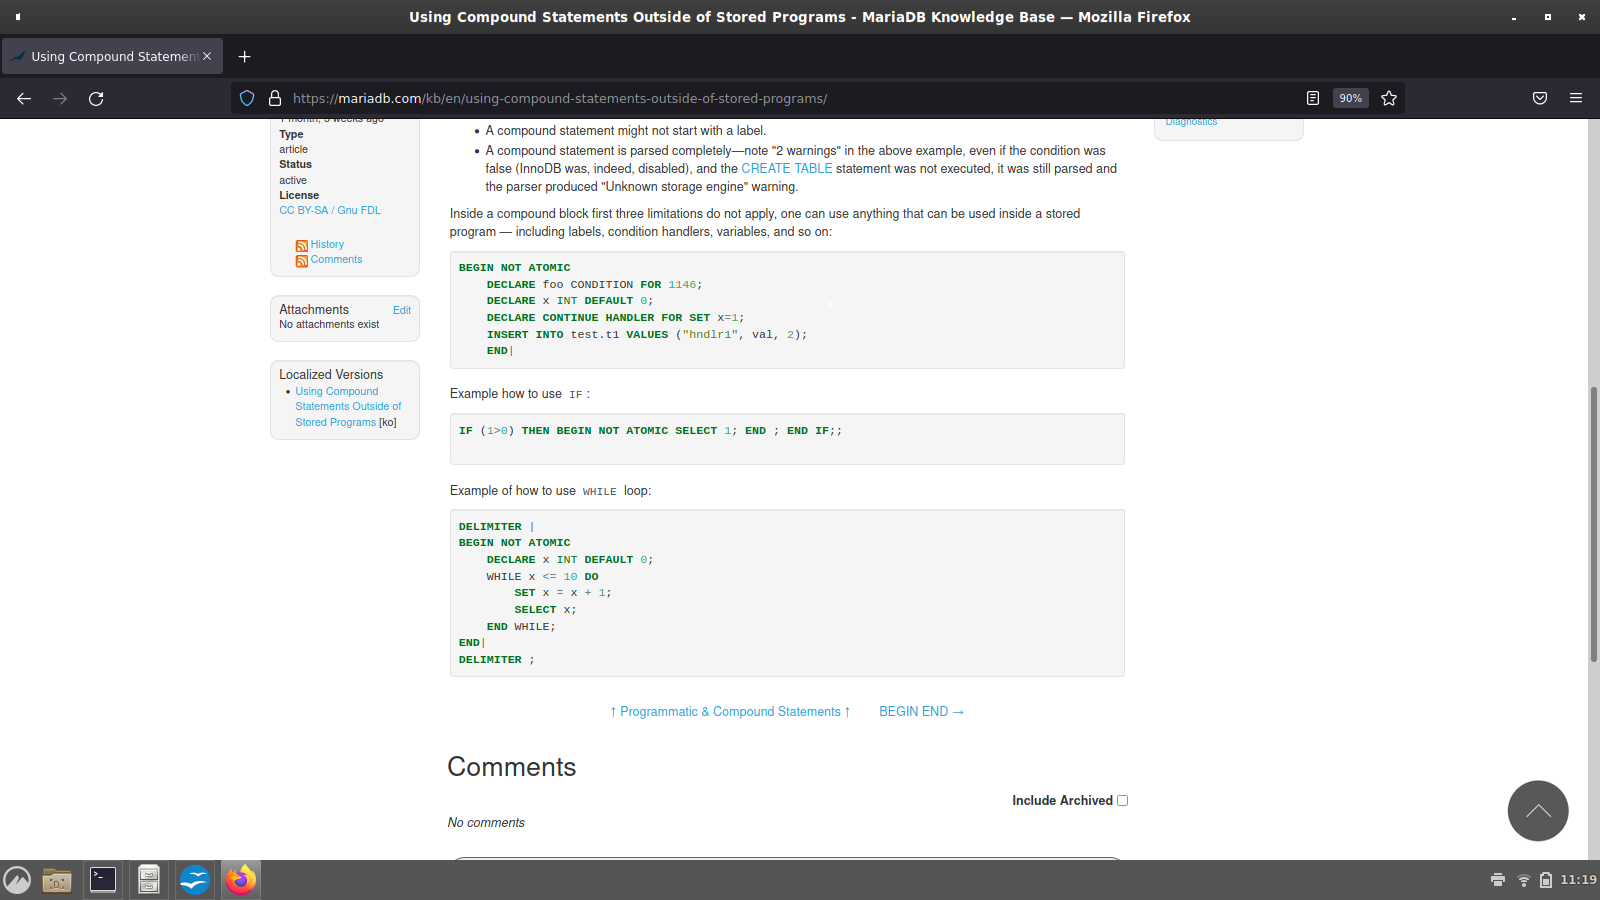 Using Compound Statements Outside of Stored Programs - MariaDB Knowledge Base — Mozilla Firefox
Using Compound Statement
https://mariadb.com/kb/en/using-compound-statements-outside-of-stored-programs/
90%
1 month, 3 weeks ago
Type
article
Status
active
License
CC BY-SA / Gnu FDL
History
Comments
Attachments Edit
No attachments exist
Localized Versions
• Using Compound
Statements Outside of
Stored Programs [ko]
• A compound statement might not start with a label.
• A compound statement is parsed completely—note "2 warnings" in the above example, even if the condition was
false (InnoDB was, indeed, disabled), and the CREATE TABLE statement was not executed, it was still parsed and
the parser produced "Unknown storage engine" warning.
Inside a compound block first three limitations do not apply, one can use anything that can be used inside a stored
program — including labels, condition handlers, variables, and so on:
BEGIN NOT ATOMIC
DECLARE foo CONDITION FOR 1146;
DECLARE x INT DEFAULT 0;
DECLARE CONTINUE HANDLER FOR SET x=1;
INSERT INTO test.t1 VALUES ("hndlr1", val, 2);
END|
Example how to use IF :
IF (1>0) THEN BEGIN NOT ATOMIC SELECT 1; END ; END IF;;
Example of how to use WHILE loop:
DELIMITER |
BEGIN NOT ATOMIC
DECLARE x INT DEFAULT 0;
WHILE x <= 10 DO
SET x = x + 1;
SELECT x;
END WHILE;
END|
DELIMITER ;
↑ Programmatic & Compound Statements ↑ BEGIN END →
Comments
Include Archived
No comments
Diagnostics
11:19